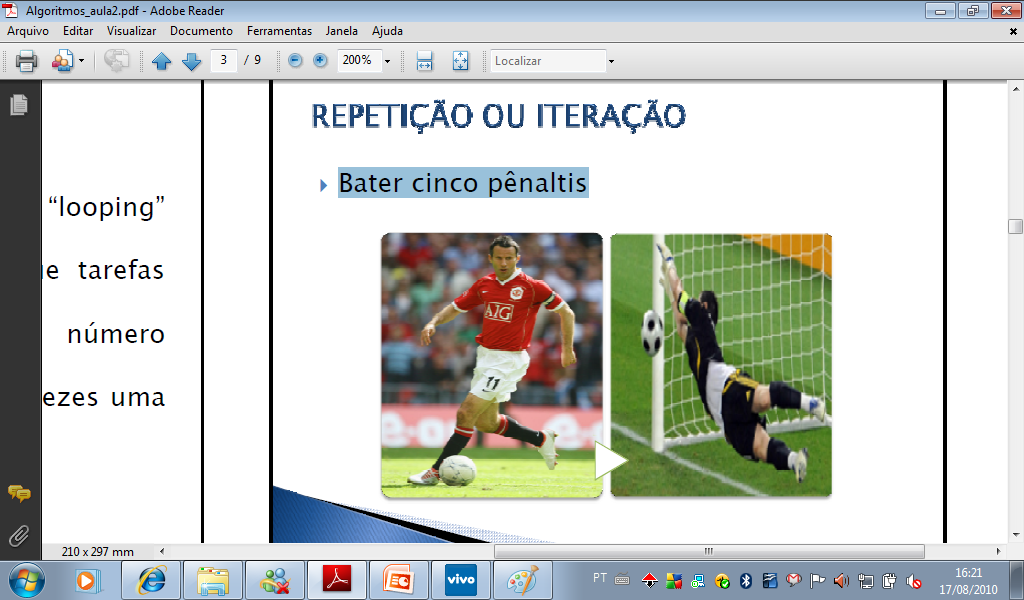 Algoritmos_aula2.pdf - Adobe Reader
Arquivo Editar Visualizar Documento Ferramentas Janela Ajuda
3 / 9 200% Localizar
REPETIÇÃO OU ITERAÇÃO
Bater cinco pênaltis
“looping”
e tarefas
número
ezes uma
AIG
11
e-on
210 x 297 mm
vivo
PT
16:21
17/08/2010